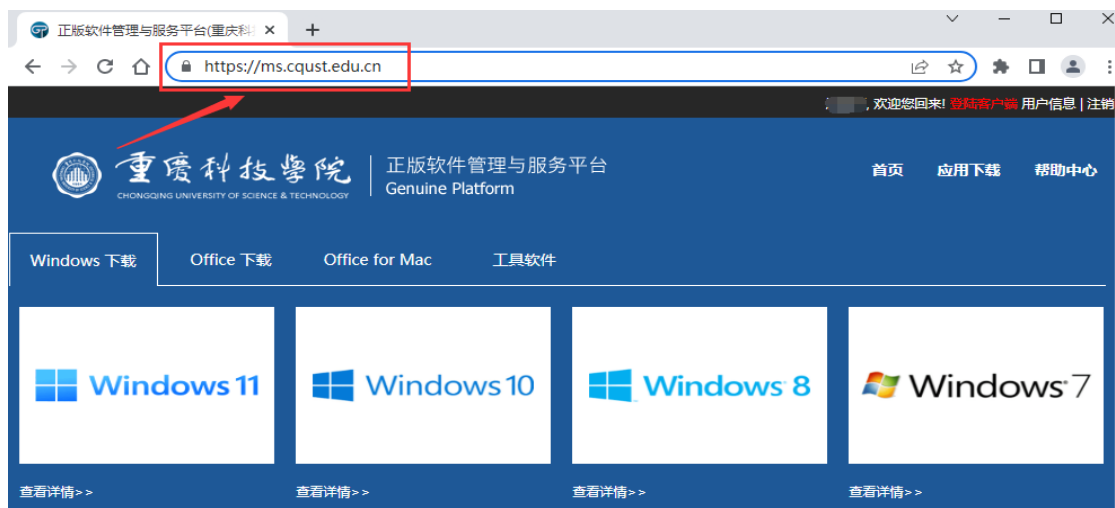 正版软件管理与服务平台(重庆科
https://ms.cqust.edu.cn
, 欢迎您回来! 登陆客户端 用户信息 | 注销
重庆科技學院
CHONGQING UNIVERSITY OF SCIENCE & TECHNOLOGY
正版软件管理与服务平台
Genuine Platform
首页 应用下载 帮助中心
Windows 下载 Office 下载 Office for Mac 工具软件
Windows 11 Windows 10 Windows 8 Windows 7
查看详情>> 查看详情>> 查看详情>> 查看详情>>